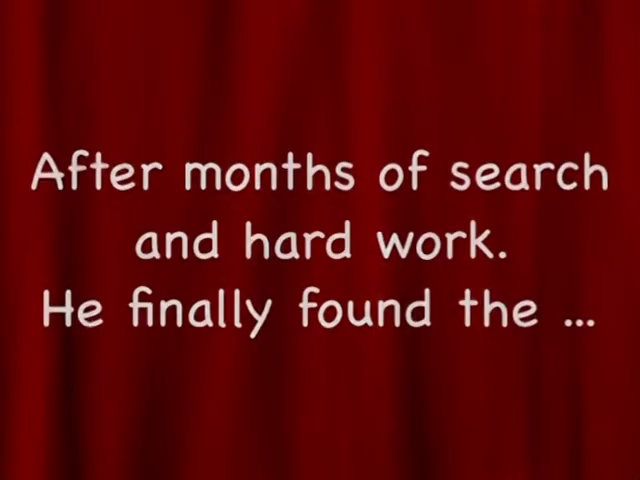 After months of search
and hard work.
He finally found the ...